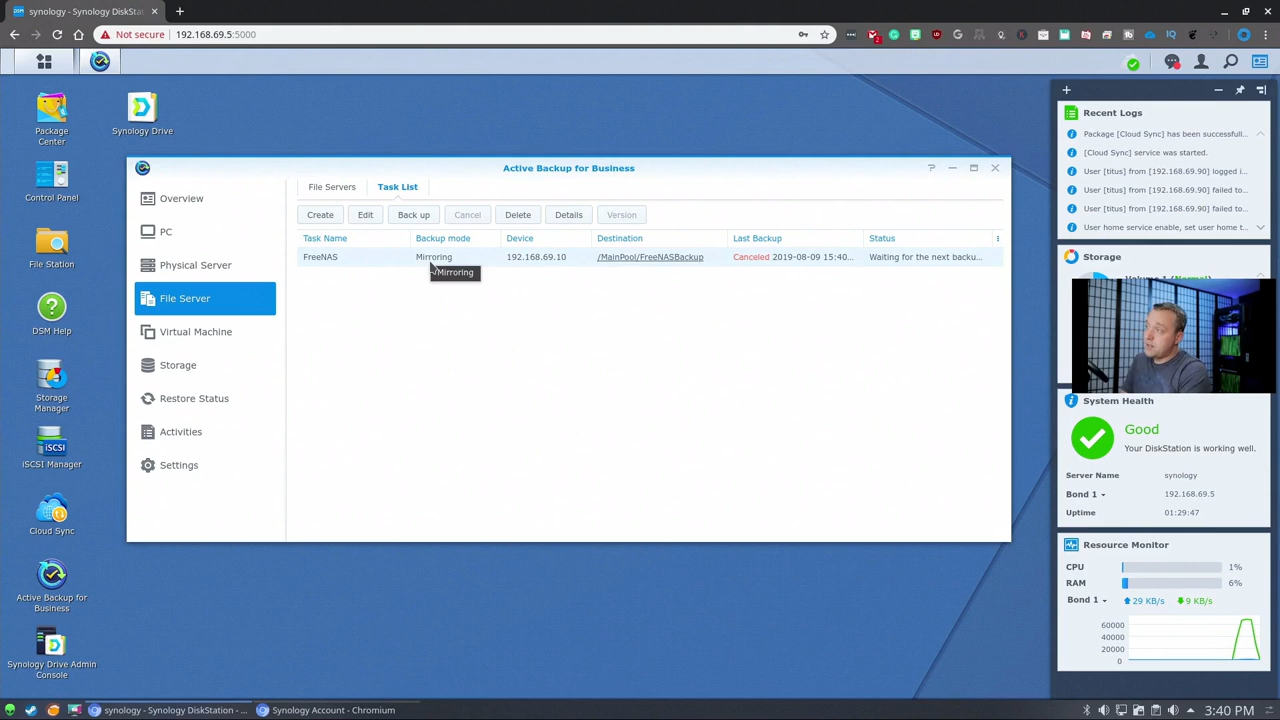 synology - Synology DiskSta
Not secure
192.168.69.5:5000
Package
Center
Synology Drive
Control Panel
File Station
DSM Help
Storage
Manager
iSCSI
iSCSI Manager
Cloud Sync
Active Backup for
Business
Synology Drive Admin
Console
Active Backup for Business
Overview
PC
Physical Server
File Server
Virtual Machine
Storage
Restore Status
Activities
Settings
File Servers Task List
Create Edit Back up Cancel Delete Details Version
Task Name Backup mode Device Destination Last Backup Status
FreeNAS Mirroring 192.168.69.10 /MainPool/FreeNASBackup Canceled 2019-08-09 15:40... Waiting for the next backu...
Mirroring
Recent Logs
Package [Cloud Sync] has been successfull...
[Cloud Sync] service was started.
User [titus] from [192.168.69.90] logged i...
User [titus] from [192.168.69.90] failed to...
User [titus] from [192.168.69.90] failed to...
User home service enable, set user home t...
Storage
System Health
Good
Your DiskStation is working well.
Server Name synology
Bond 1 192.168.69.5
Uptime 01:29:47
Resource Monitor
CPU 1%
RAM 6%
Bond 1 29 KB/s 9 KB/s
60000
40000
20000
0
synology - Synology DiskStation - ...
Synology Account - Chromium
3:40 PM